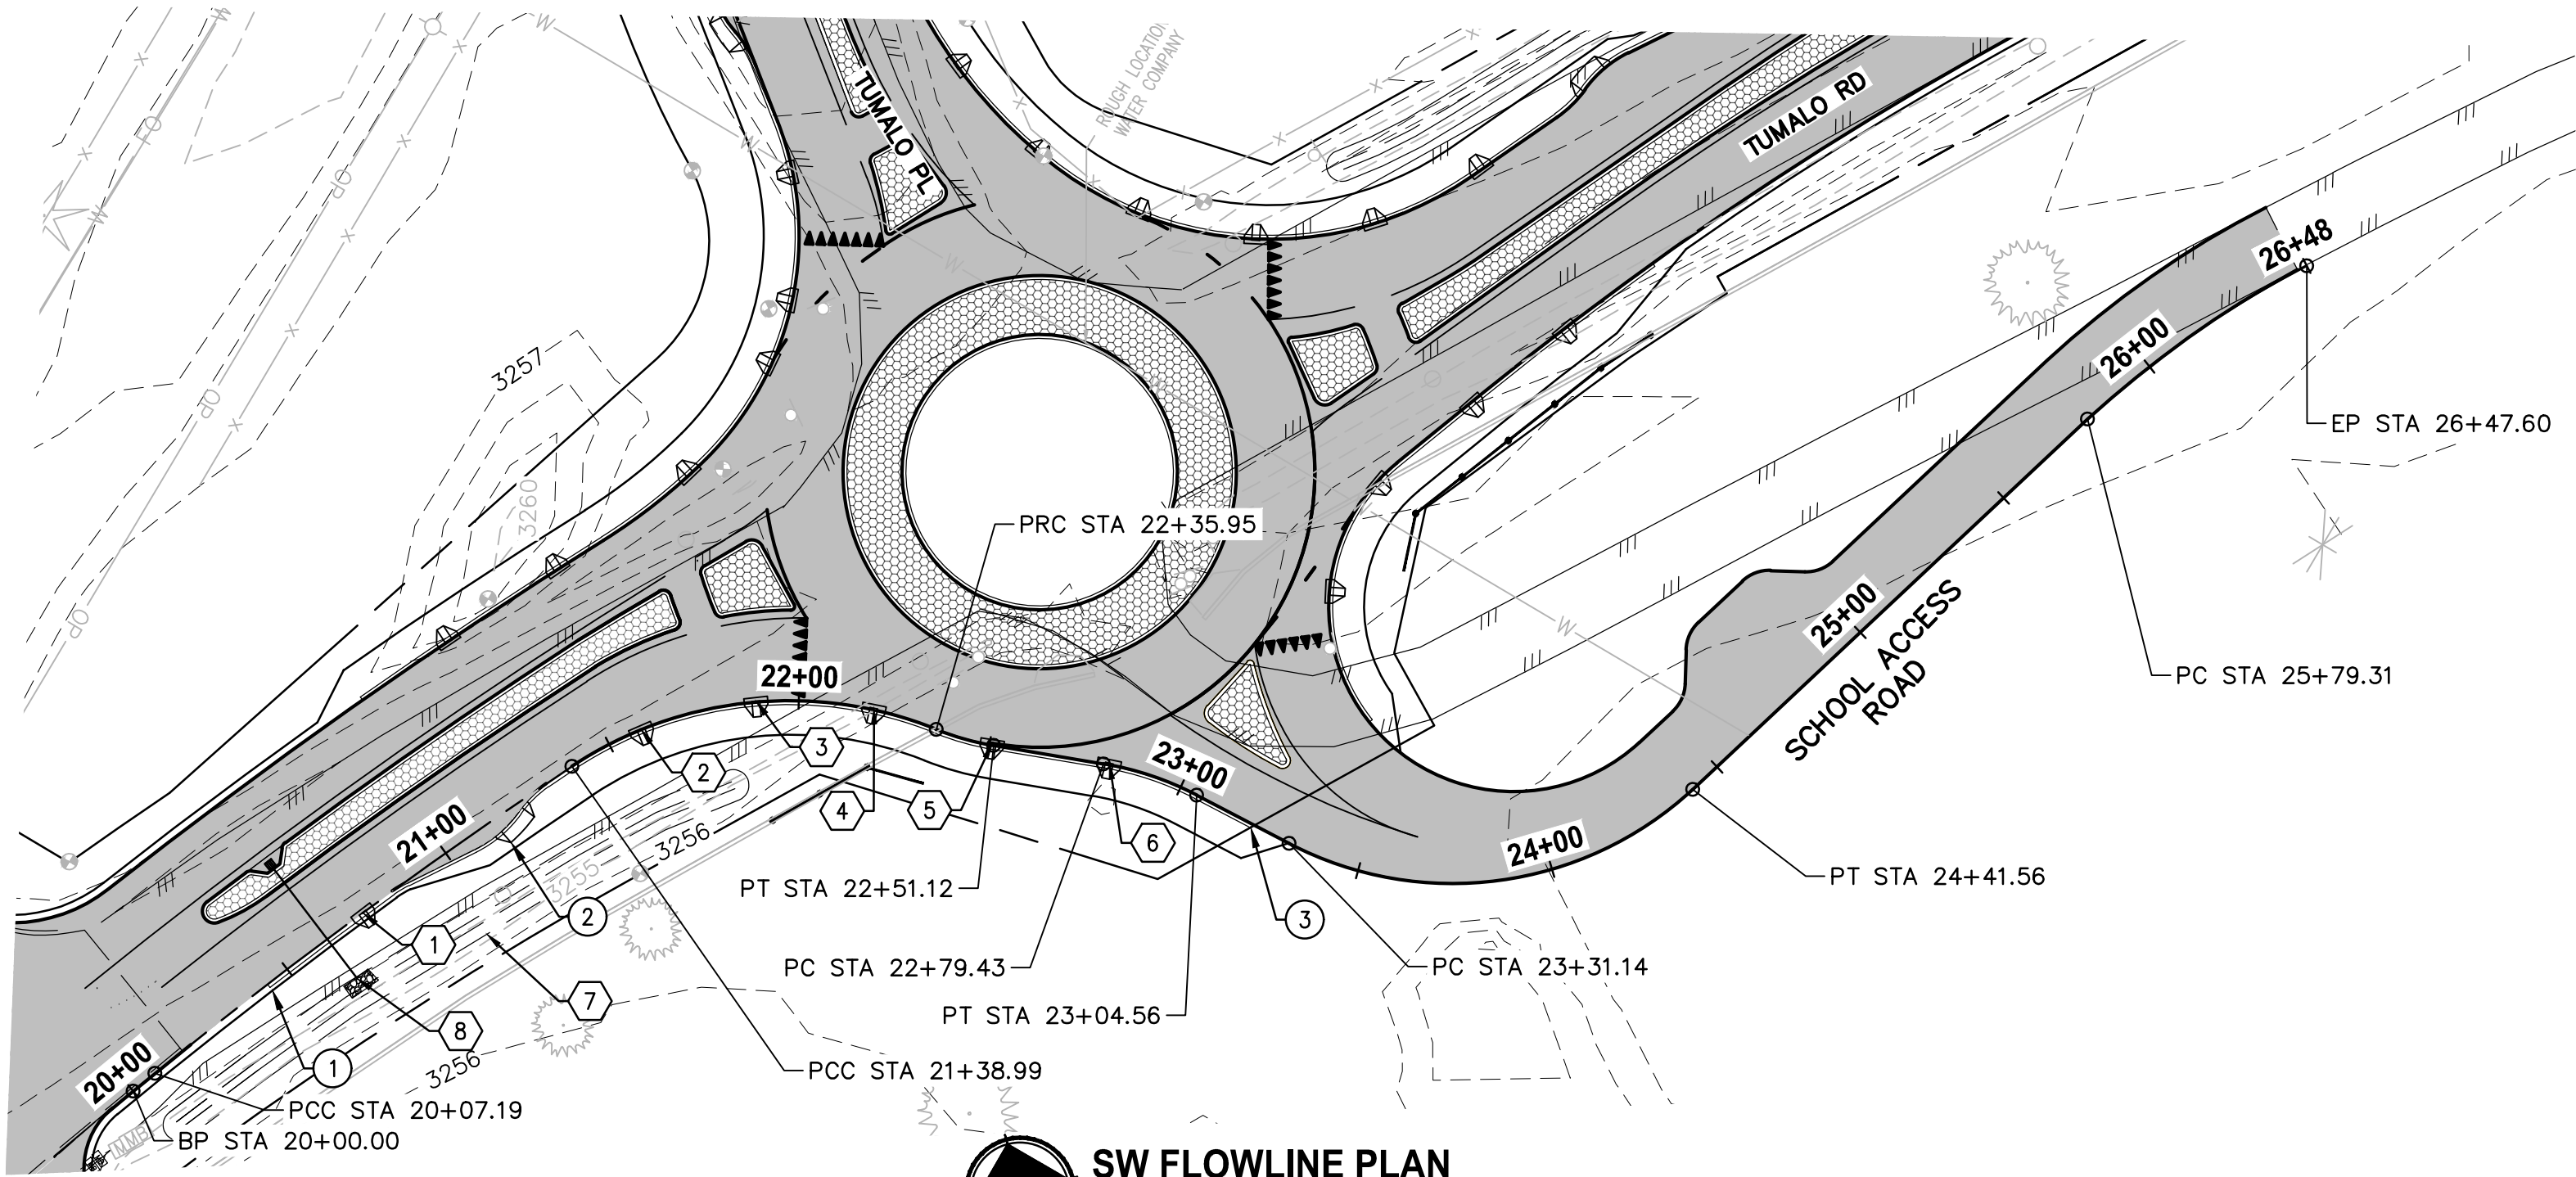 ROUGH LOCATION
WATER COMPANY
TUMALO PL
TUMALO RD
W
W
FO
X
X
X
X
X
X
X
OP
OP
OP
OP
W
W
W
W
3257
3260
26+48
26+00
EP STA 26+47.60
PRC STA 22+35.95
25+00
SCHOOL ACCESS
ROAD
PC STA 25+79.31
22+00
3
2
4
5
6
23+00
24+00
21+00
3256
3255
PT STA 22+51.12
PT STA 24+41.56
2
3
1
PC STA 22+79.43
PC STA 23+31.14
7
8
PT STA 23+04.56
1
20+00
3256
PCC STA 21+38.99
PCC STA 20+07.19
BP STA 20+00.00
SW FLOWLINE PLAN